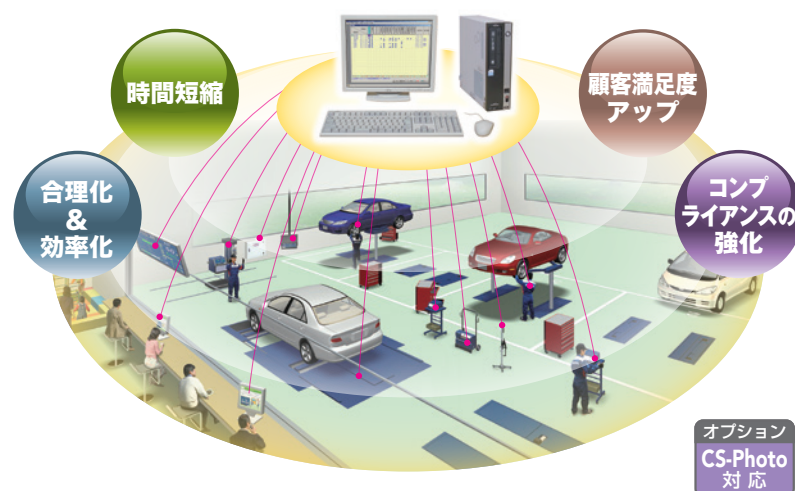 時間短縮
顧客満足度
アップ
合理化
&
効率化
コンプ
ライアンスの
強化
オプション
CS-Photo
対応